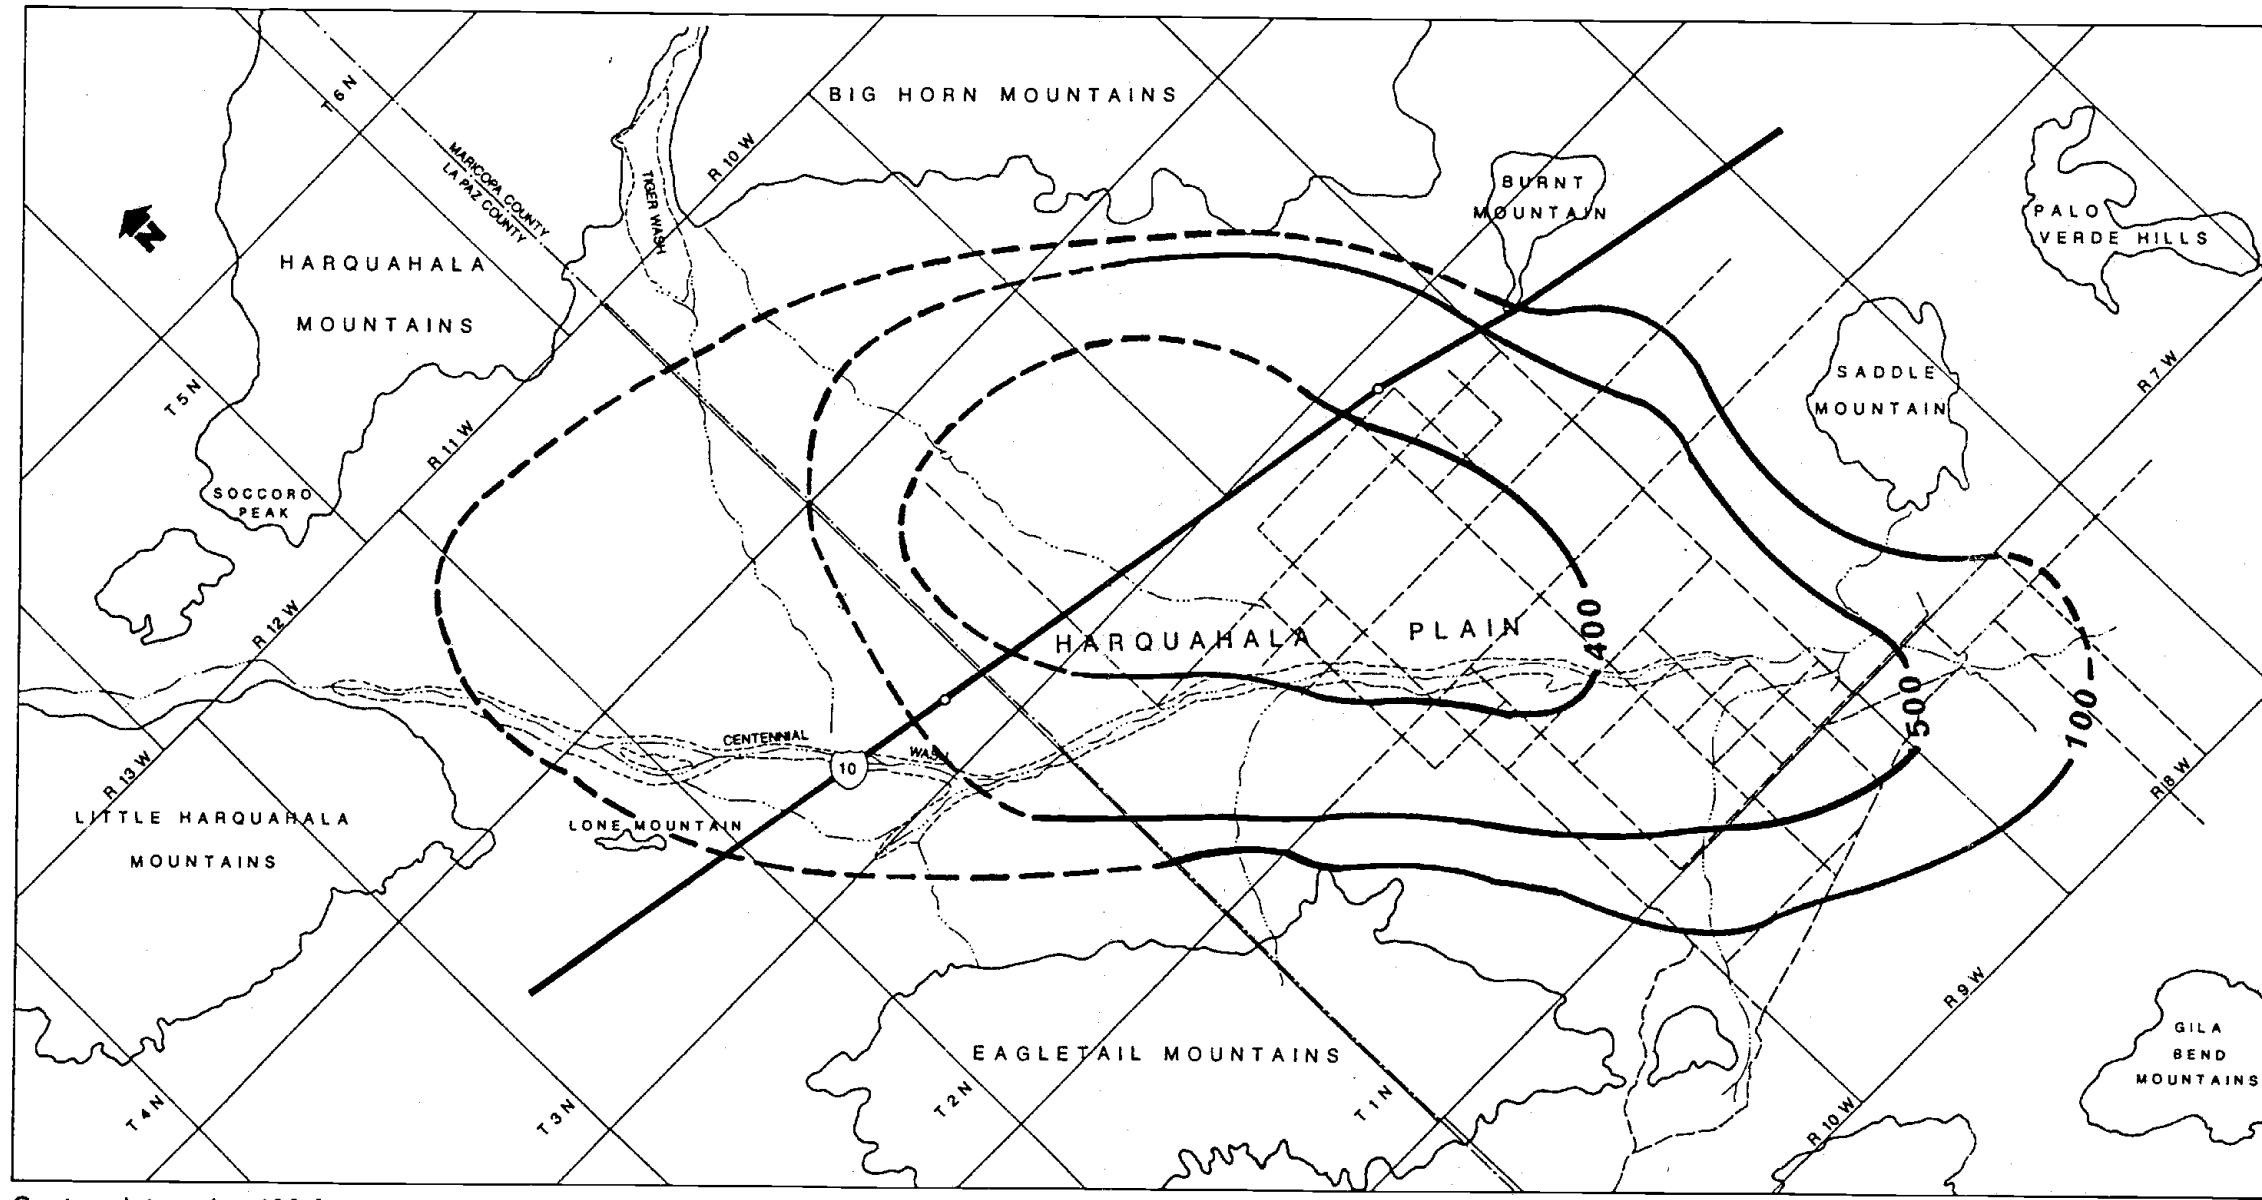 T 6 N
BIG HORN MOUNTAINS
MARICOPA COUNTY
LA PAZ COUNTY
TIGER WASH
R 10 W
BURNT
MOUNTAIN
PALO
VERDE HILLS
N
HARQUAHALA
MOUNTAINS
T 5 N
R 11 W
SADDLE
MOUNTAIN
R 7 W
SOCCORO
PEAK
R 12 W
HARQUAHALA PLAIN
400
500
100
R 13 W
CENTENNIAL
WASH
10
R 8 W
LITTLE HARQUAHALA
MOUNTAINS
LONE MOUNTAIN
R 9 W
EAGLETAIL MOUNTAINS
GILA
BEND
MOUNTAINS
T 4 N
T 3 N
T 2 N
T 1 N
R 10 W